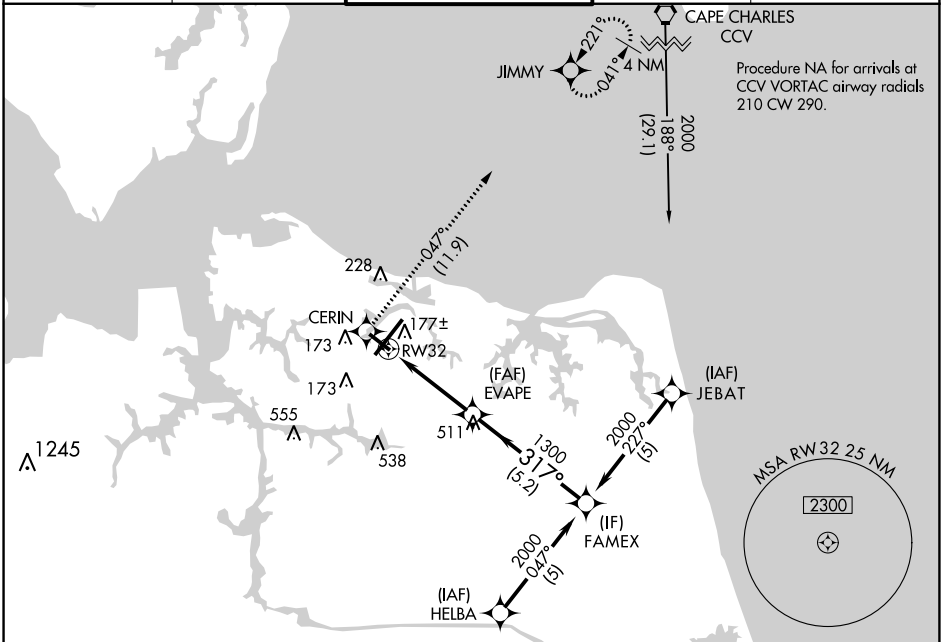 CAPE CHARLES
CCV
221°
041°
4 NM
JIMMY
Procedure NA for arrivals at
CCV VORTAC airway radials
210 CW 290.
2000
188°
(29.1)
047°
(11.9)
228
CERIN
177±
173
RW32
173
(FAF)
EVAPE
(IAF)
JEBAT
555
511
538
1245
1300
317°
(5.2)
2000
227°
(5)
MSA RW 32 25 NM
2300
(IF)
FAMEX
2000
047°
(5)
(IAF)
HELBA